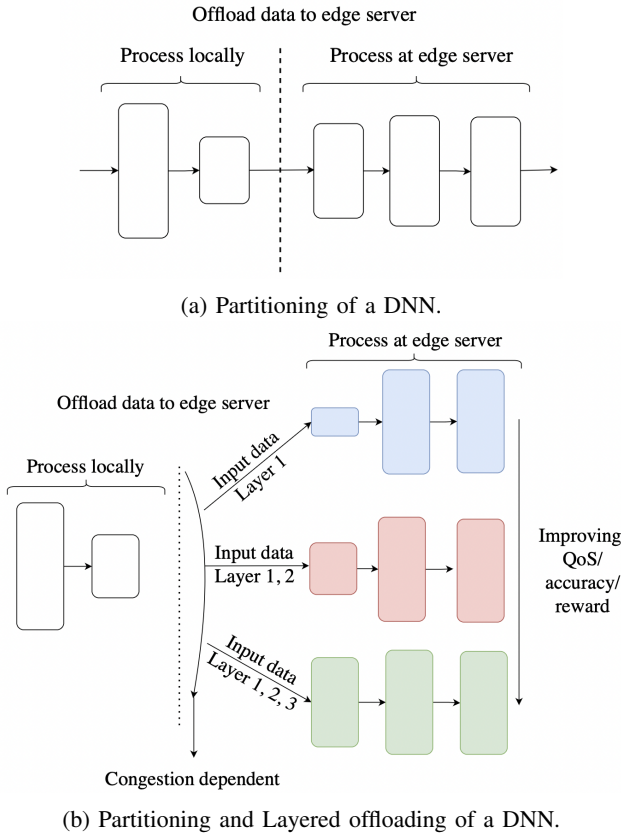 Offload data to edge server
Process locally
Process at edge server
(a) Partitioning of a DNN.
Process at edge server
Offload data to edge server
Process locally
Input data
Layer 1
Input data
Layer 1, 2
Input data
Layer 1, 2, 3
Improving
QoS/
accuracy/
reward
Congestion dependent
(b) Partitioning and Layered offloading of a DNN.